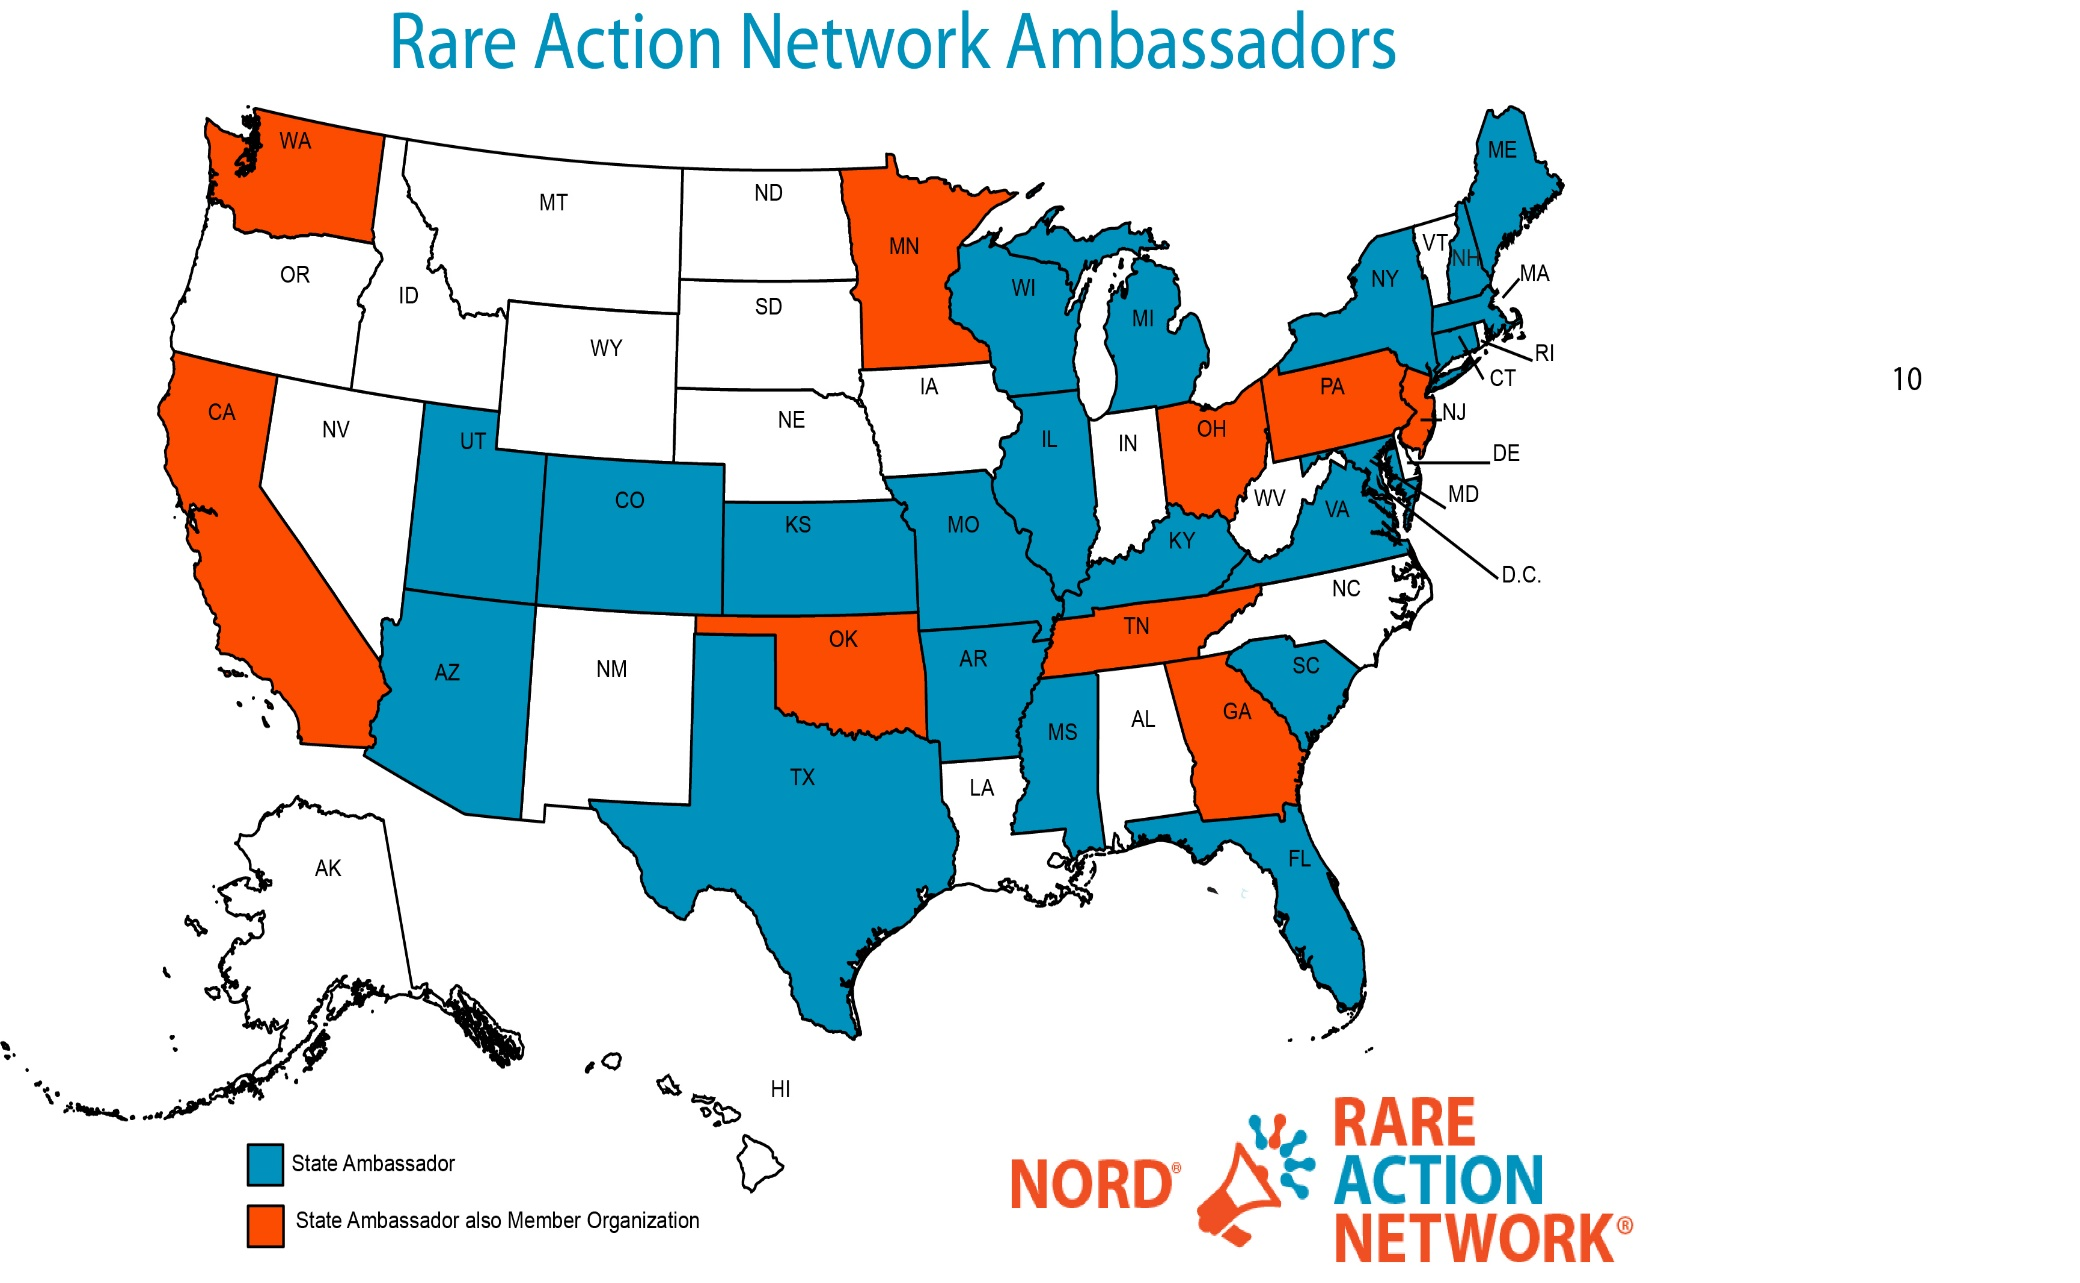 Rare Action Network Ambassadors
WA
MT
ND
MN
ME
OR
ID
SD
WI
MI
NY
VT
NH
MA
WY
IA
PA
RI
CT
10
CA
NV
UT
NE
IL
IN
OH
NJ
DE
CO
KS
MO
KY
WV
VA
MD
D.C.
NC
AZ
NM
OK
AR
TN
SC
TX
MS
AL
GA
LA
FL
AK
HI
State Ambassador
State Ambassador also Member Organization
NORD®
RARE
ACTION
NETWORK®